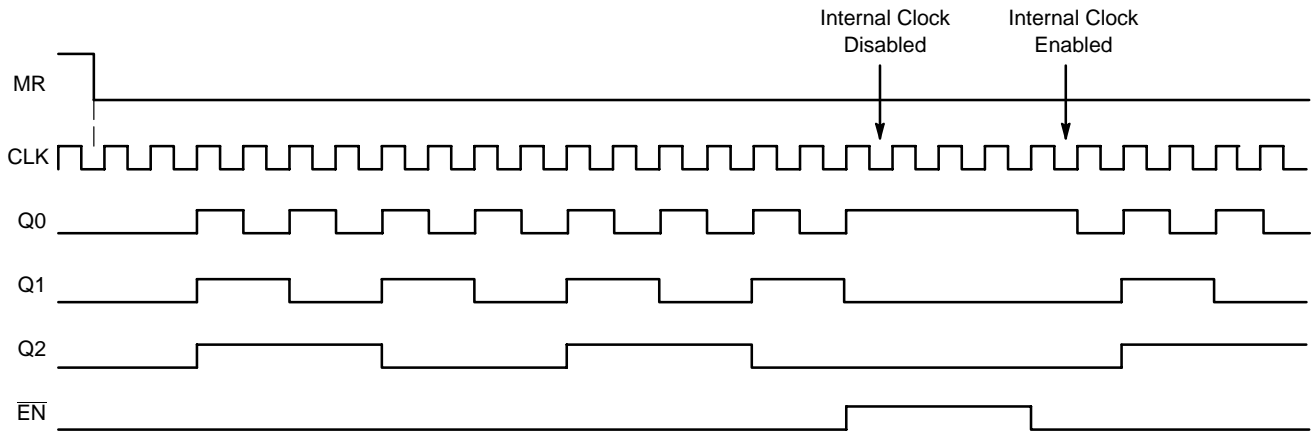 Internal Clock
Disabled
Internal Clock
Enabled
MR
CLK
Q0
Q1
Q2
EN